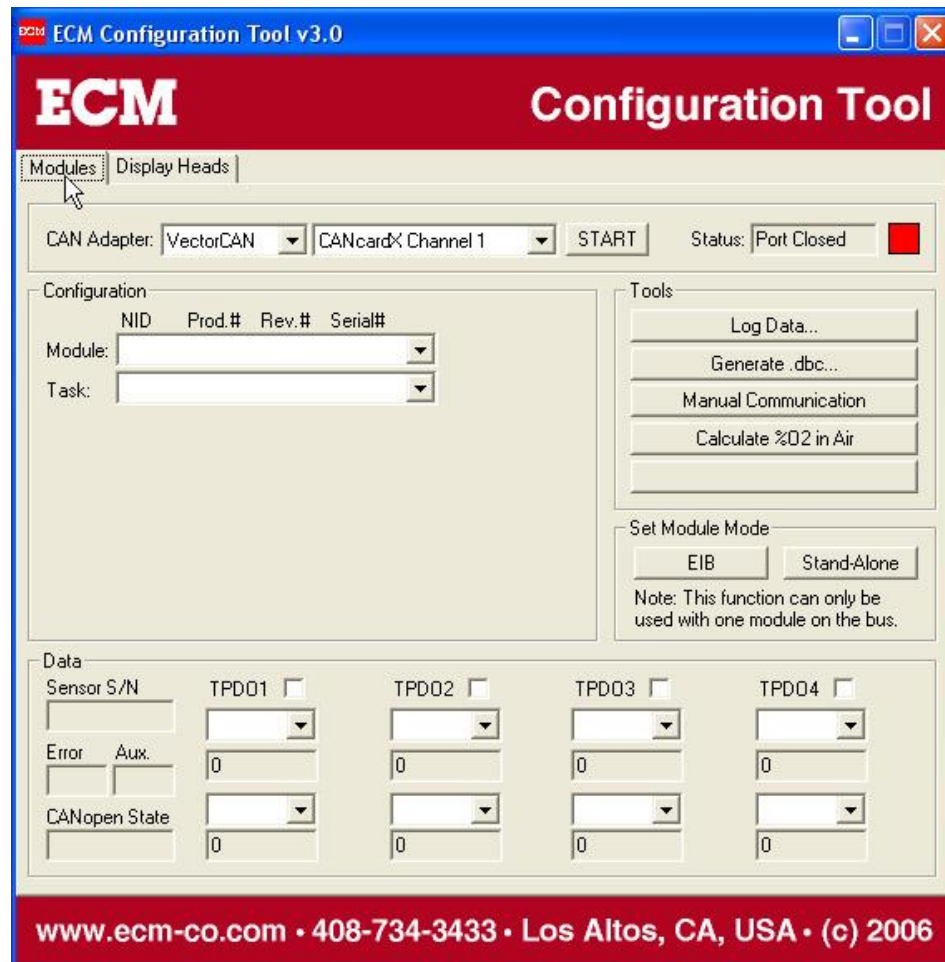 ECM ECM Configuration Tool v3.0
ECM Configuration Tool
Modules Display Heads
CAN Adapter: VectorCAN CANcardX Channel 1 START Status: Port Closed
Configuration
NID Prod.# Rev.# Serial#
Module:
Task:
Tools
Log Data...
Generate .dbc...
Manual Communication
Calculate %O2 in Air
Set Module Mode
EIB Stand-Alone
Note: This function can only be
used with one module on the bus.
Data
Sensor S/N TPDO1 TPDO2 TPDO3 TPDO4
Error Aux. 0 0 0 0
CANopen State
0 0 0 0
www.ecm-co.com • 408-734-3433 • Los Altos, CA, USA • (c) 2006